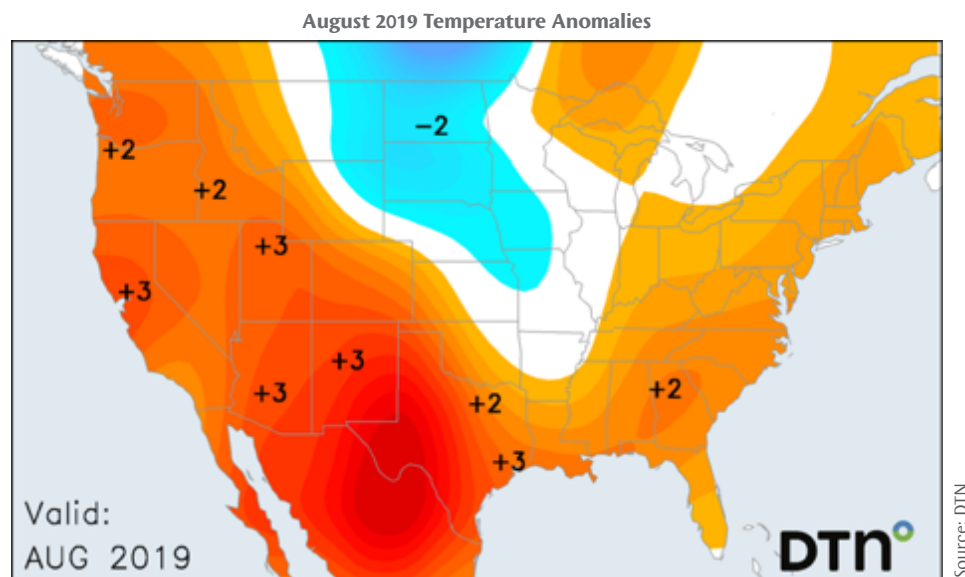 August 2019 Temperature Anomalies
−2
+2
+2
+3
+3
+3
+3
+2
+2
+3
Valid:
AUG 2019
DTN
Source: DTN